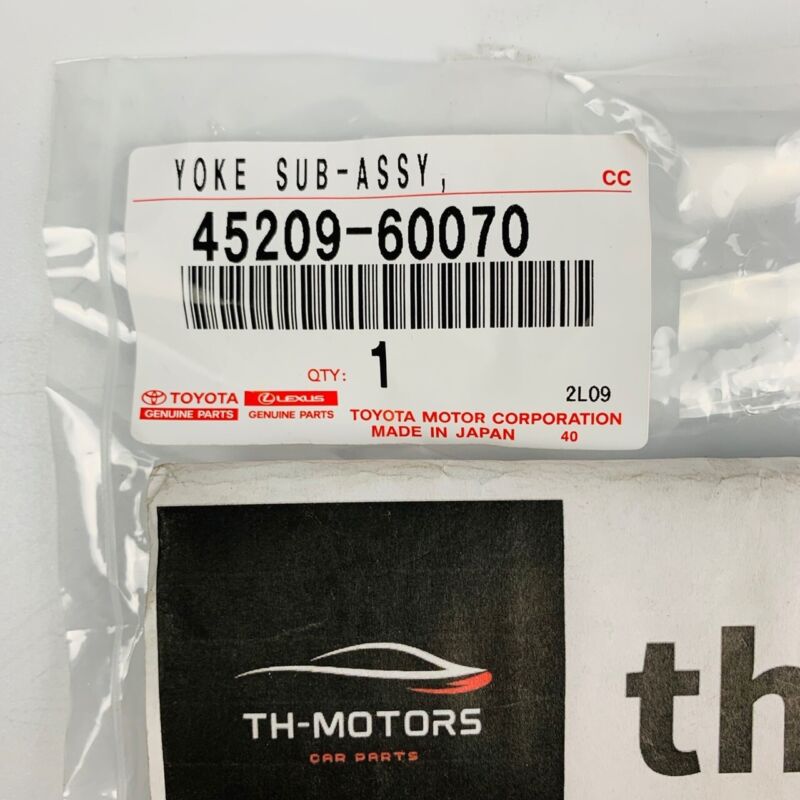 YOKE SUB-ASSY,
CC
45209-60070
QTY: 1
TOYOTA
LEXUS
2L09
GENUINE PARTS
GENUINE PARTS
TOYOTA MOTOR CORPORATION
MADE IN JAPAN 40
th
TH-MOTORS
CAR PARTS